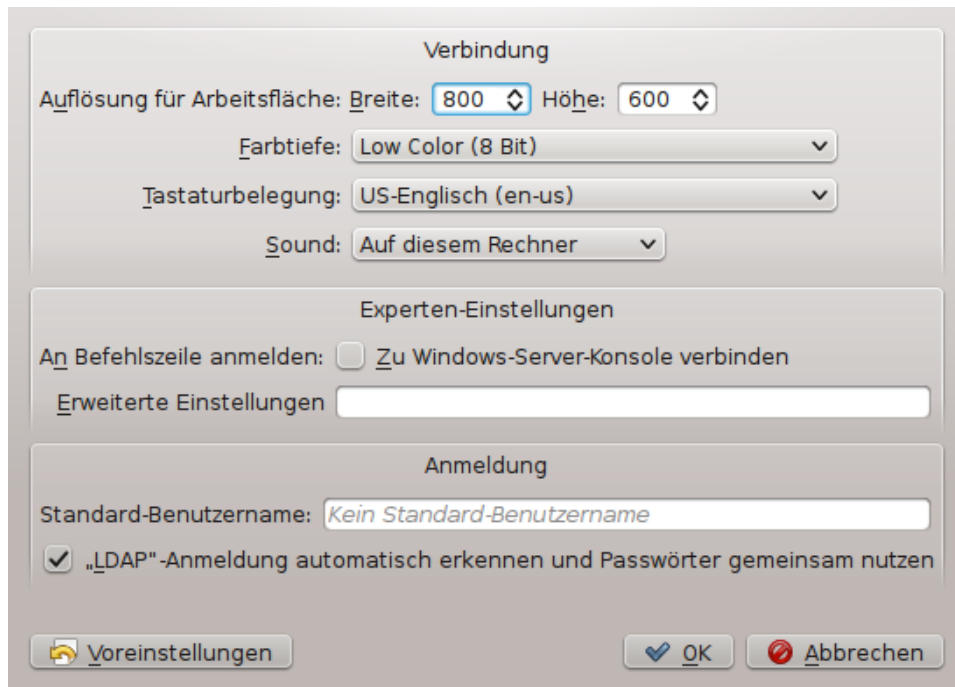 Verbindung
Auflösung für Arbeitsfläche: Breite: 800 Höhe: 600
Farbtiefe: Low Color (8 Bit)
Tastaturbelegung: US-Englisch (en-us)
Sound: Auf diesem Rechner
Experten-Einstellungen
An Befehlszeile anmelden: Zu Windows-Server-Konsole verbinden
Erweiterte Einstellungen
Anmeldung
Standard-Benutzername: Kein Standard-Benutzername
„LDAP"-Anmeldung automatisch erkennen und Passwörter gemeinsam nutzen
Voreinstellungen OK Abbrechen